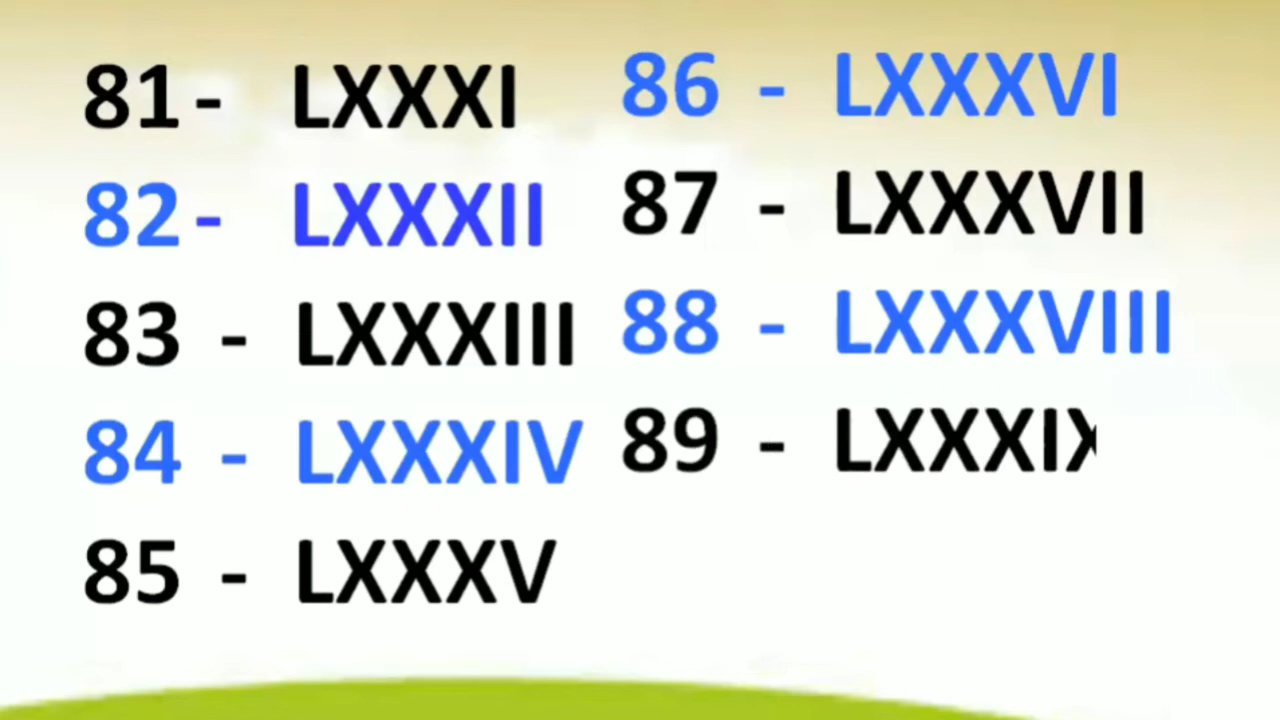 81 - LXXXI
82 - LXXXII
83 - LXXXIII
84 - LXXXIV
85 - LXXXV
86 - LXXXVI
87 - LXXXVII
88 - LXXXVIII
89 - LXXXIX